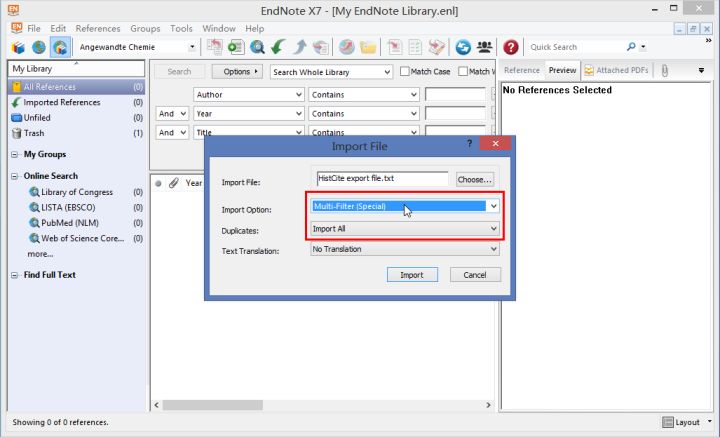 EndNote X7 - [My EndNote Library.enl]
File Edit References Groups Tools Window Help
Angewandte Chemie
Quick Search
My Library
All References (0)
Imported References (0)
Unfiled (0)
Trash (1)
My Groups
Online Search
Library of Congress (0)
LISTA (EBSCO) (0)
PubMed (NLM) (0)
Web of Science Core... (0)
more...
Find Full Text
Search Options Search Whole Library Match Case Match W
Author Contains
And Year Contains
And Title Contains
Year
Reference Preview Attached PDFs
No References Selected
Import File
Import File: HistCite export file.txt Choose...
Import Option: Multi-Filter (Special)
Duplicates: Import All
Text Translation: No Translation
Import Cancel
Showing 0 of 0 references.
Layout